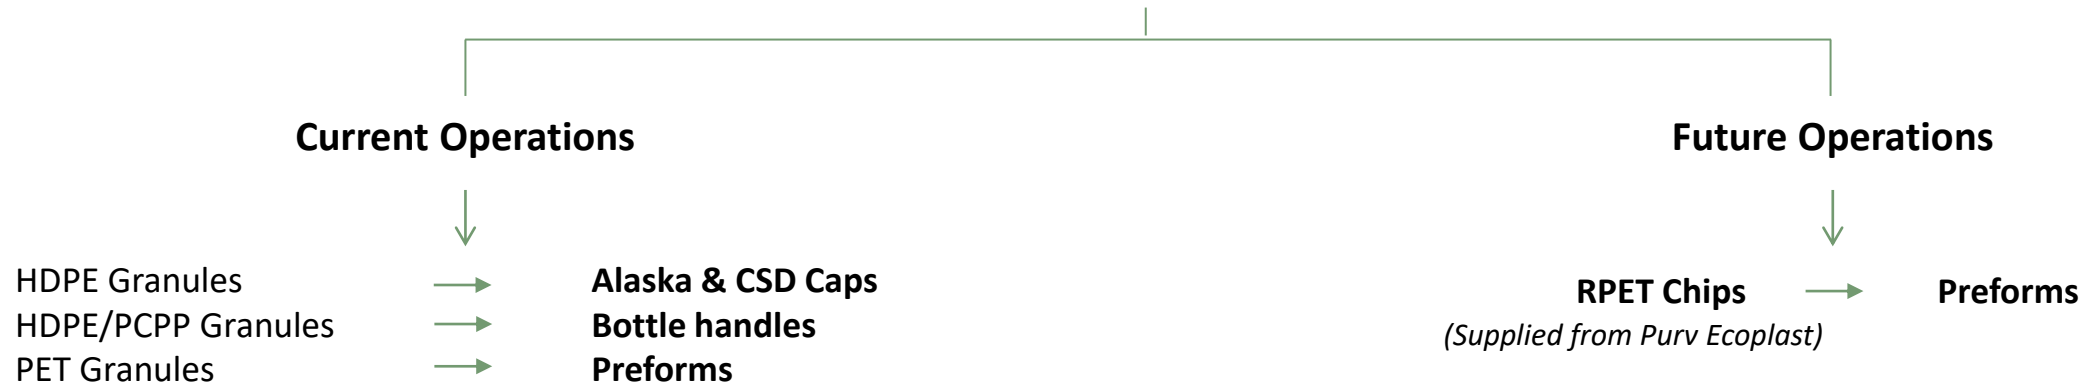 Current Operations
Future Operations
HDPE Granules
Alaska & CSD Caps
HDPE/PCPP Granules
Bottle handles
PET Granules
Preforms
RPET Chips
Preforms
(Supplied from Purv Ecoplast)